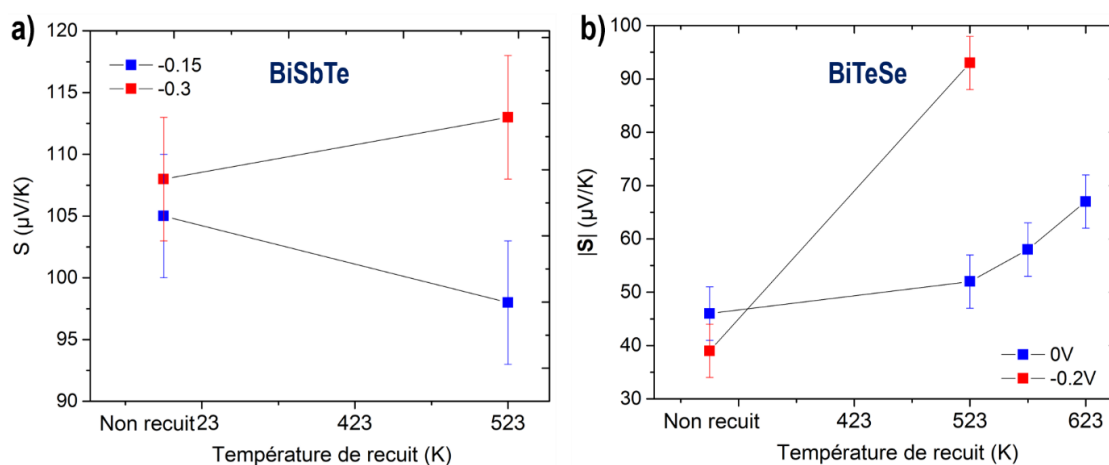 a)
120
115
110
105
100
95
90
S (µV/K)
-0.15
-0.3
BiSbTe
Non recuit 23 423 523
Température de recuit (K)
b)
100
90
80
70
60
50
40
30
|S| (µV/K)
BiTeSe
0V
-0.2V
Non recuit 423 523 623
Température de recuit (K)